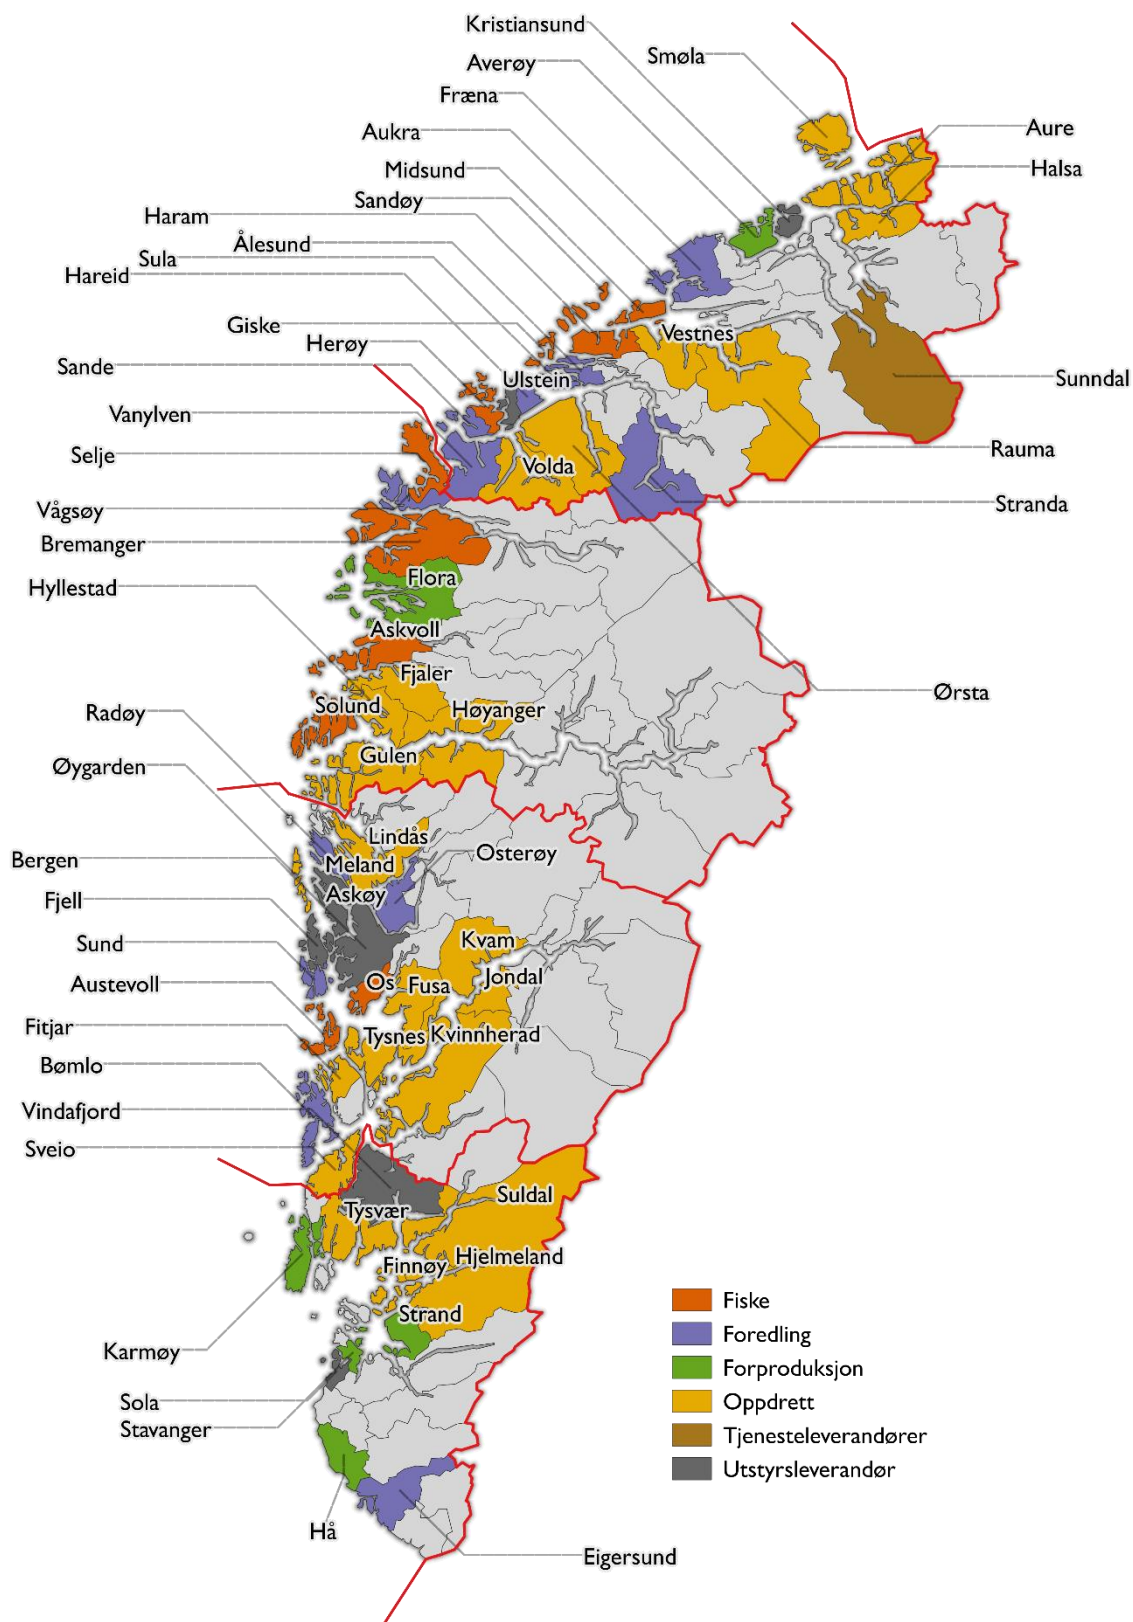 Kristiansund
Smøla
Averøy
Fræna
Aukra
Aure
Midsund
Halsa
Sandøy
Haram
Ålesund
Sula
Hareid
Giske
Vestnes
Herøy
Sande
Ulstein
Sunndal
Vanylven
Rauma
Selje
Volda
Vågsøy
Stranda
Bremanger
Flora
Hyllestad
Askvoll
Fjaler
Ørsta
Solund
Høyanger
Radøy
Gulen
Øygarden
Lindås
Osterøy
Bergen
Meland
Askøy
Fjell
Sund
Kvam
Austevoll
Os
Fusa
Jondal
Fitjar
Tysnes
Kvinnherad
Bømlo
Vindafjord
Sveio
Suldal
Tysvær
Hjelmeland
Finnøy
Strand
Karmøy
Sola
Stavanger
Hå
Eigersund
Fiske
Foredling
Forproduksjon
Oppdrett
Tjenesteleverandører
Utstyrsleverandør